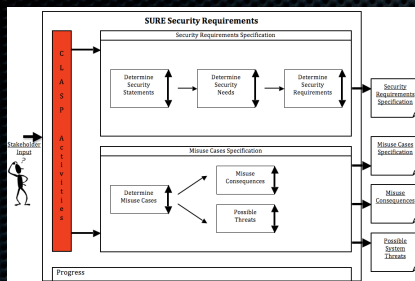 SURE Security Requirements
Security Requirements Specification
C
L
A
S
P
A
c
t
i
v
i
t
i
e
s
Determine
Security
Statements
Determine
Security
Needs
Determine
Security
Requirements
Security
Requirements
Specification
Stakeholder
Input
Misuse Cases Specification
Determine
Misuse Cases
Misuse
Consequences
Possible
Threats
Misuse Cases
Specification
Misuse
Consequences
Possible
System
Threats
Progress